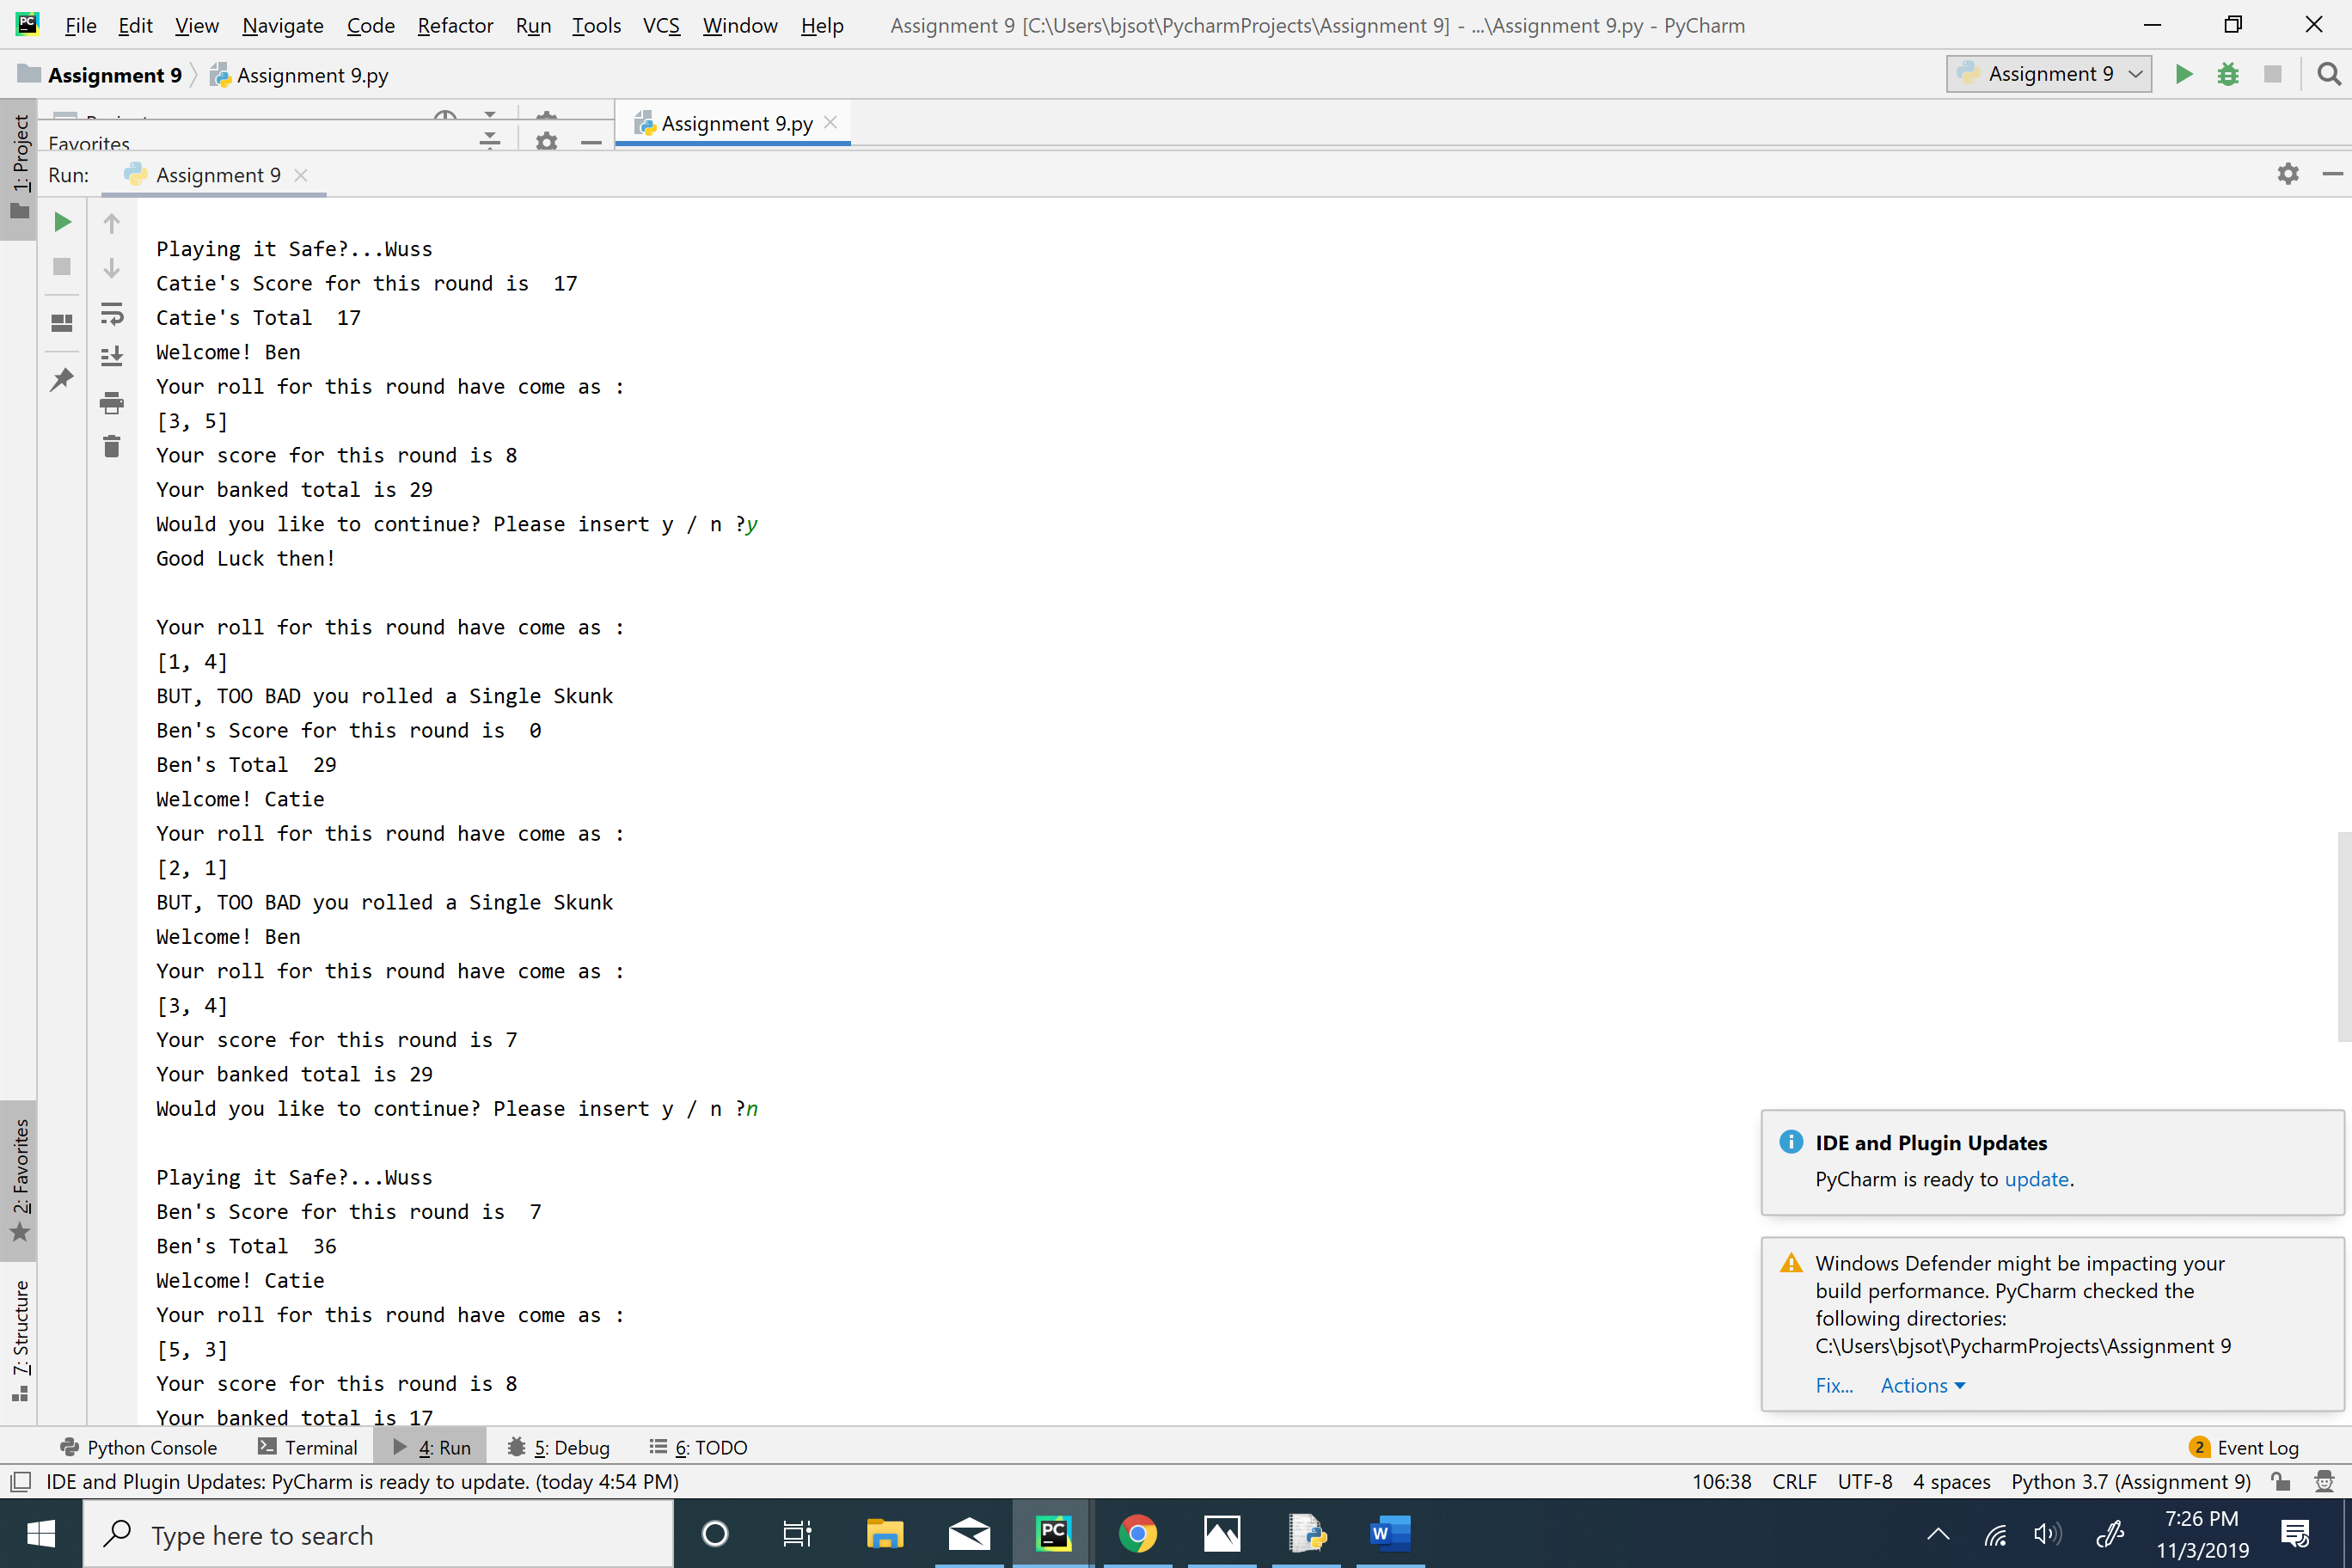 File Edit View Navigate Code Refactor Run Tools VCS Window Help Assignment 9 [C:\Users\bjsot\PycharmProjects\Assignment 9] - ...\Assignment 9.py - PyCharm
Assignment 9 Assignment 9.py Assignment 9
1: Project
Assignment 9.py
Favorites
Run: Assignment 9
Playing it Safe?...Wuss
Catie's Score for this round is  17
Catie's Total  17
Welcome! Ben
Your roll for this round have come as :
[3, 5]
Your score for this round is 8
Your banked total is 29
Would you like to continue? Please insert y / n ?y
Good Luck then!
Your roll for this round have come as :
[1, 4]
BUT, TOO BAD you rolled a Single Skunk
Ben's Score for this round is  0
Ben's Total  29
Welcome! Catie
Your roll for this round have come as :
[2, 1]
BUT, TOO BAD you rolled a Single Skunk
Welcome! Ben
Your roll for this round have come as :
[3, 4]
Your score for this round is 7
Your banked total is 29
Would you like to continue? Please insert y / n ?n
Playing it Safe?...Wuss
Ben's Score for this round is  7
Ben's Total  36
Welcome! Catie
Your roll for this round have come as :
[5, 3]
Your score for this round is 8
Your banked total is 17
2: Favorites
7: Structure
IDE and Plugin Updates
PyCharm is ready to update.
Windows Defender might be impacting your
build performance. PyCharm checked the
following directories:
C:\Users\bjsot\PycharmProjects\Assignment 9
Fix... Actions
Python Console Terminal 4: Run 5: Debug 6: TODO 2 Event Log
IDE and Plugin Updates: PyCharm is ready to update. (today 4:54 PM) 106:38 CRLF UTF-8 4 spaces Python 3.7 (Assignment 9)
Type here to search
7:26 PM
11/3/2019